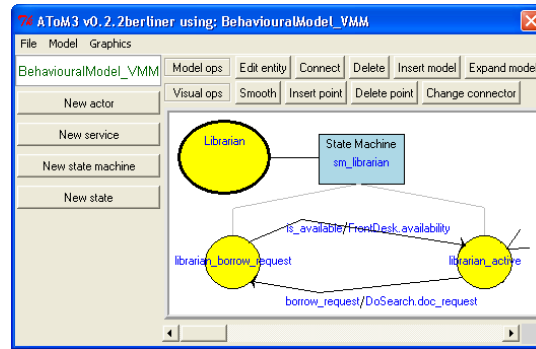 AToM3 v0.2.2berliner using: BehaviouralModel_VMM
File Model Graphics
BehaviouralModel_VMM
Model ops Edit entity Connect Delete Insert model Expand model
Visual ops Smooth Insert point Delete point Change connector
New actor
New service
New state machine
New state
Librarian
State Machine
sm_librarian
is_available/FrontDesk.availability
librarian_borrow_request
librarian_active
borrow_request/DoSearch.doc_request